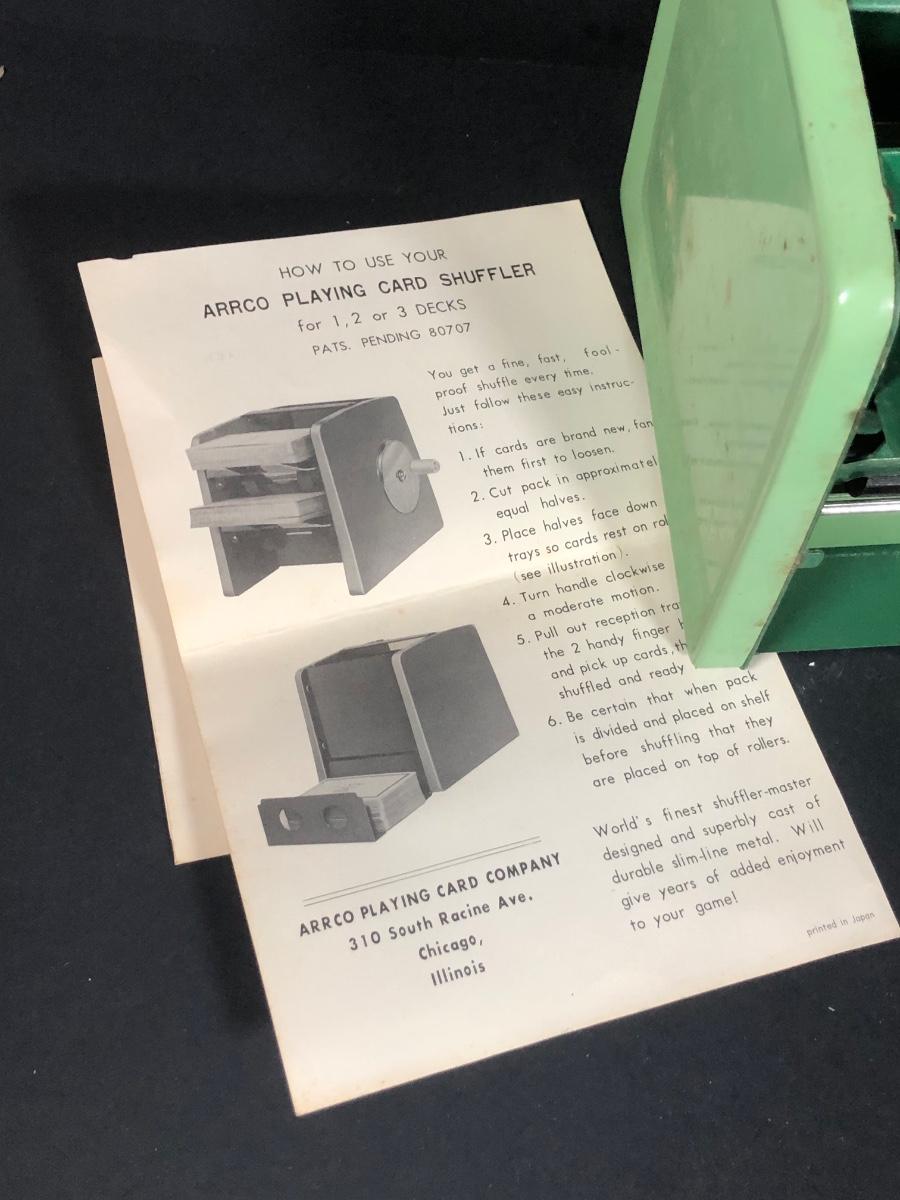 HOW TO USE YOUR
ARRCO PLAYING CARD SHUFFLER
for 1, 2 or 3 DECKS
PATS. PENDING 80707
You get a fine, fast, fool-
proof shuffle every time.
Just follow these easy instruc-
tions:
1. If cards are brand new, fan
them first to loosen.
2. Cut pack in
equal halves.
3. Place halves face down
trays so cards rest on
(see illustration).
4. Turn handle clockwise
a moderate motion.
5. Pull out reception
the 2 handy finger
and pick up cards,
shuffled and ready
6. Be certain that when pack
is divided and placed on shelf
before shuffling that they
are placed on top of rollers.
World's finest shuffler-master
designed and superbly cast of
durable slim-line metal. Will
give years of added enjoyment
to your game!
printed in Japan
ARRCO PLAYING CARD COMPANY
310 South Racine Ave.
Chicago,
Illinois